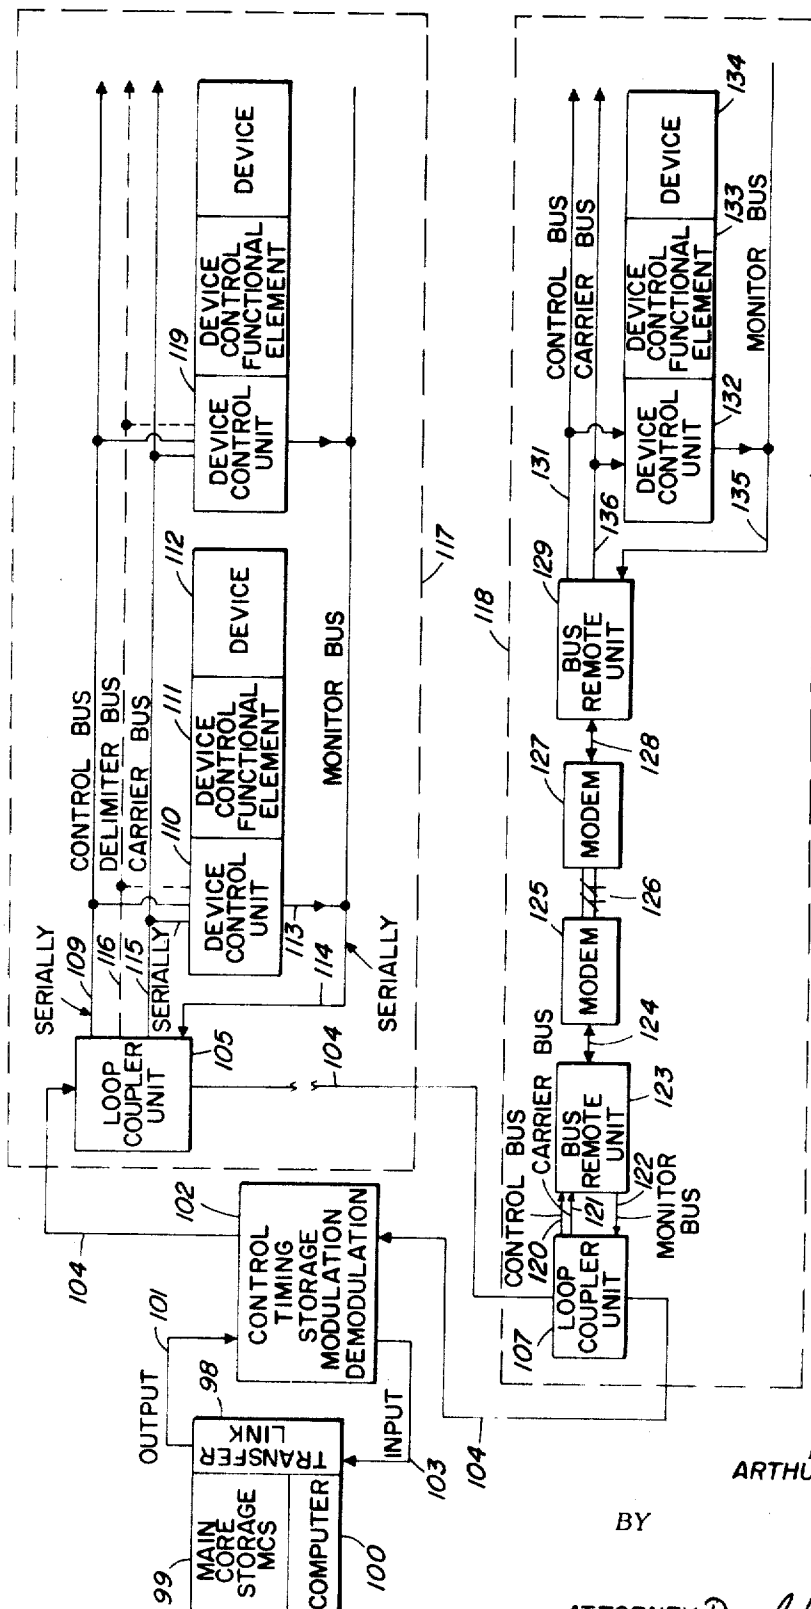 99
MAIN
CORE
STORAGE
MCS
COMPUTER
100
TRANSFER
LINK
98
OUTPUT
101
INPUT
103
CONTROL
TIMING
STORAGE
MODULATION
DEMODULATION
102
104
104
LOOP
COUPLER
UNIT
105
104
SERIALLY
109
116
115
SERIALLY
CONTROL BUS
DELIMITER BUS
CARRIER BUS
110
DEVICE
CONTROL
UNIT
111
DEVICE
CONTROL
FUNCTIONAL
ELEMENT
112
DEVICE
113
114
SERIALLY
MONITOR BUS
119
DEVICE
CONTROL
UNIT
DEVICE
CONTROL
FUNCTIONAL
ELEMENT
DEVICE
117
118
107
LOOP
COUPLER
UNIT
CONTROL BUS
120
CARRIER BUS
121
122
MONITOR
BUS
BUS
REMOTE
UNIT
123
124
125
MODEM
126
127
MODEM
128
129
BUS
REMOTE
UNIT
131
136
CONTROL BUS
CARRIER BUS
DEVICE
CONTROL
UNIT
132
DEVICE
CONTROL
FUNCTIONAL
ELEMENT
133
DEVICE
134
135
MONITOR BUS
ARTHU
BY